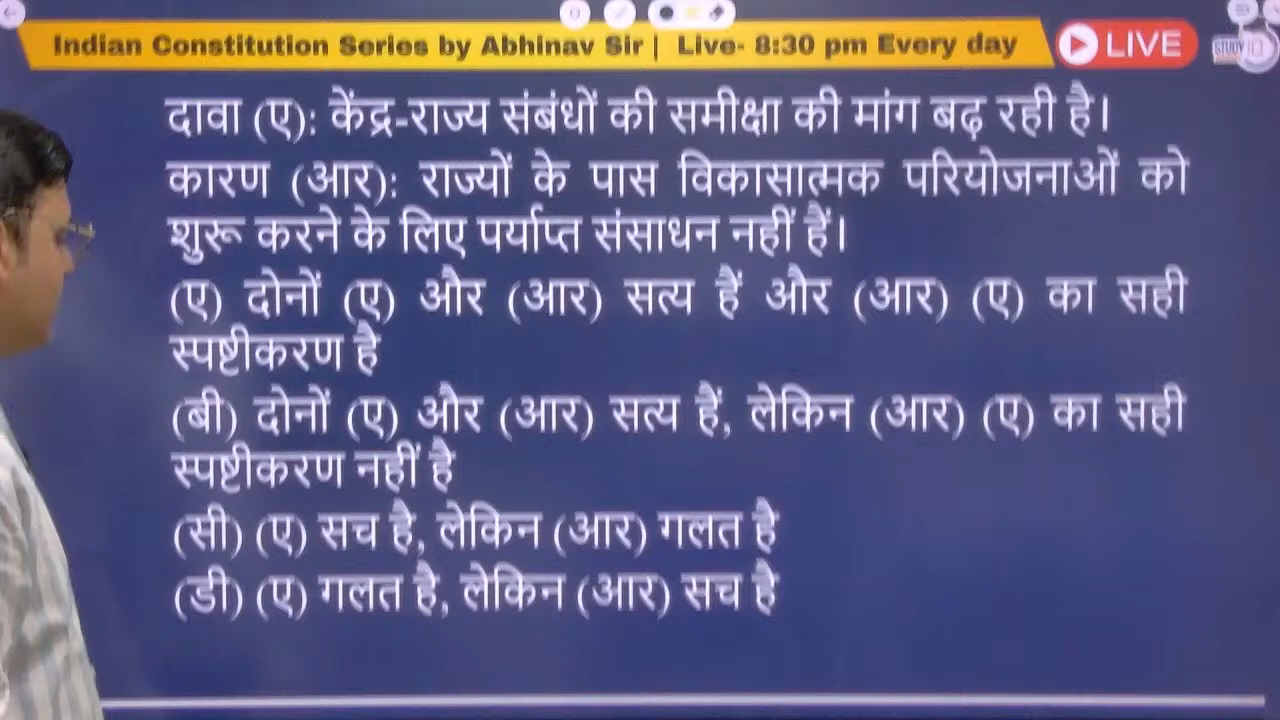 Indian Constitution Series by Abhinav Sir | Live- 8:30 pm Every day
LIVE
STUDY IQ
दावा (ए): केंद्र-राज्य संबंधों की समीक्षा की मांग बढ़ रही है।
कारण (आर): राज्यों के पास विकासात्मक परियोजनाओं को
शुरू करने के लिए पर्याप्त संसाधन नहीं हैं।
(ए) दोनों (ए) और (आर) सत्य हैं और (आर) (ए) का सही
स्पष्टीकरण है
(बी) दोनों (ए) और (आर) सत्य हैं, लेकिन (आर) (ए) का सही
स्पष्टीकरण नहीं है
(सी) (ए) सच है, लेकिन (आर) गलत है
(डी) (ए) गलत है, लेकिन (आर) सच है